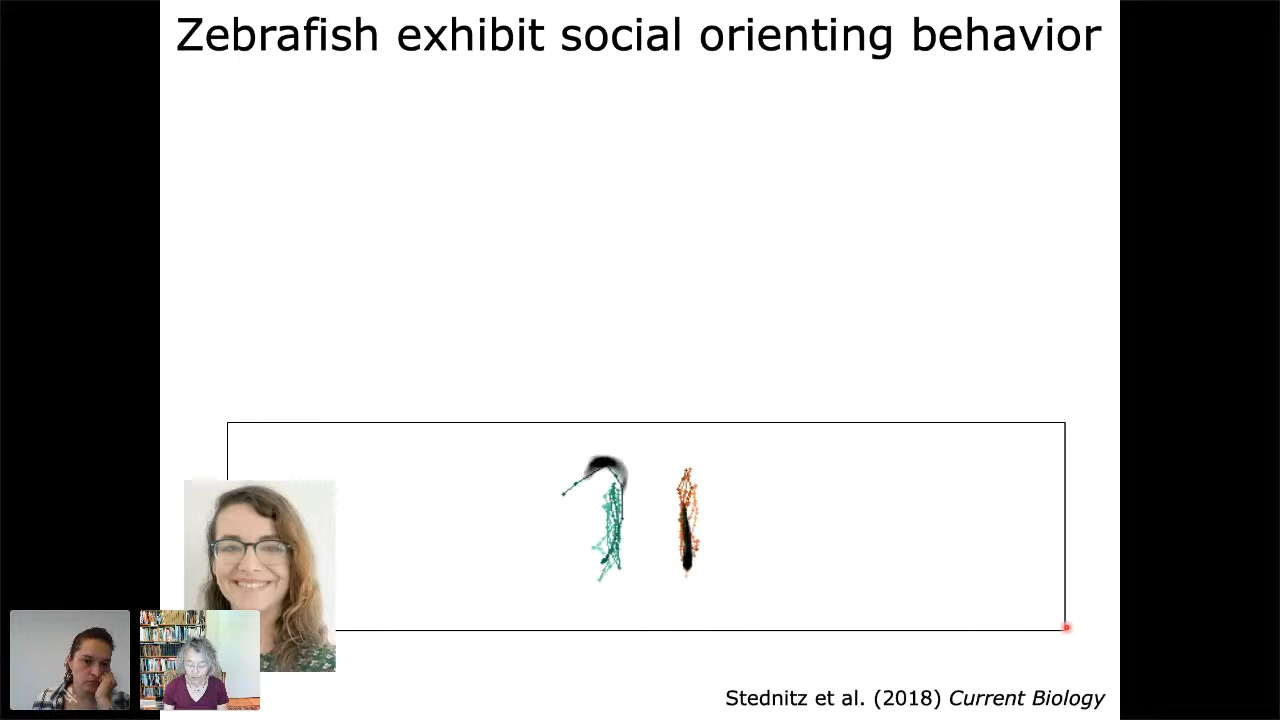 Zebrafish exhibit social orienting behavior
Stednitz et al. (2018) Current Biology